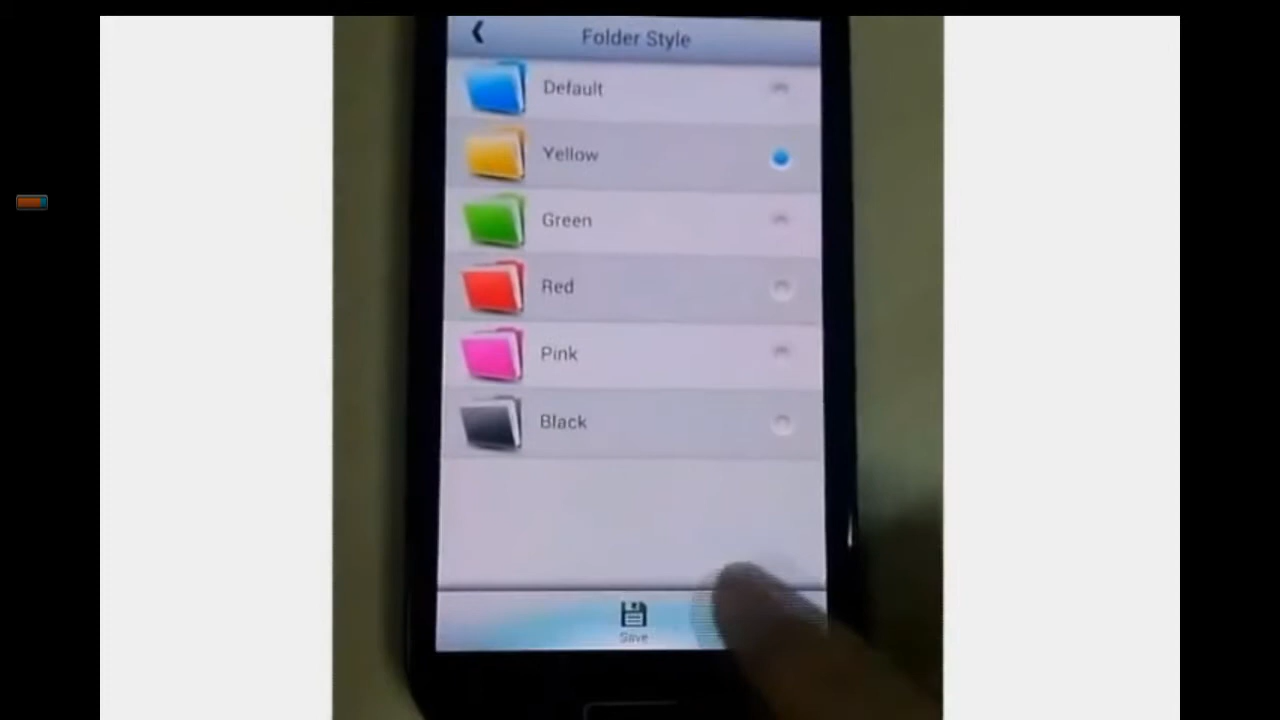 Folder Style
Default
Yellow
Green
Red
Pink
Black
Save